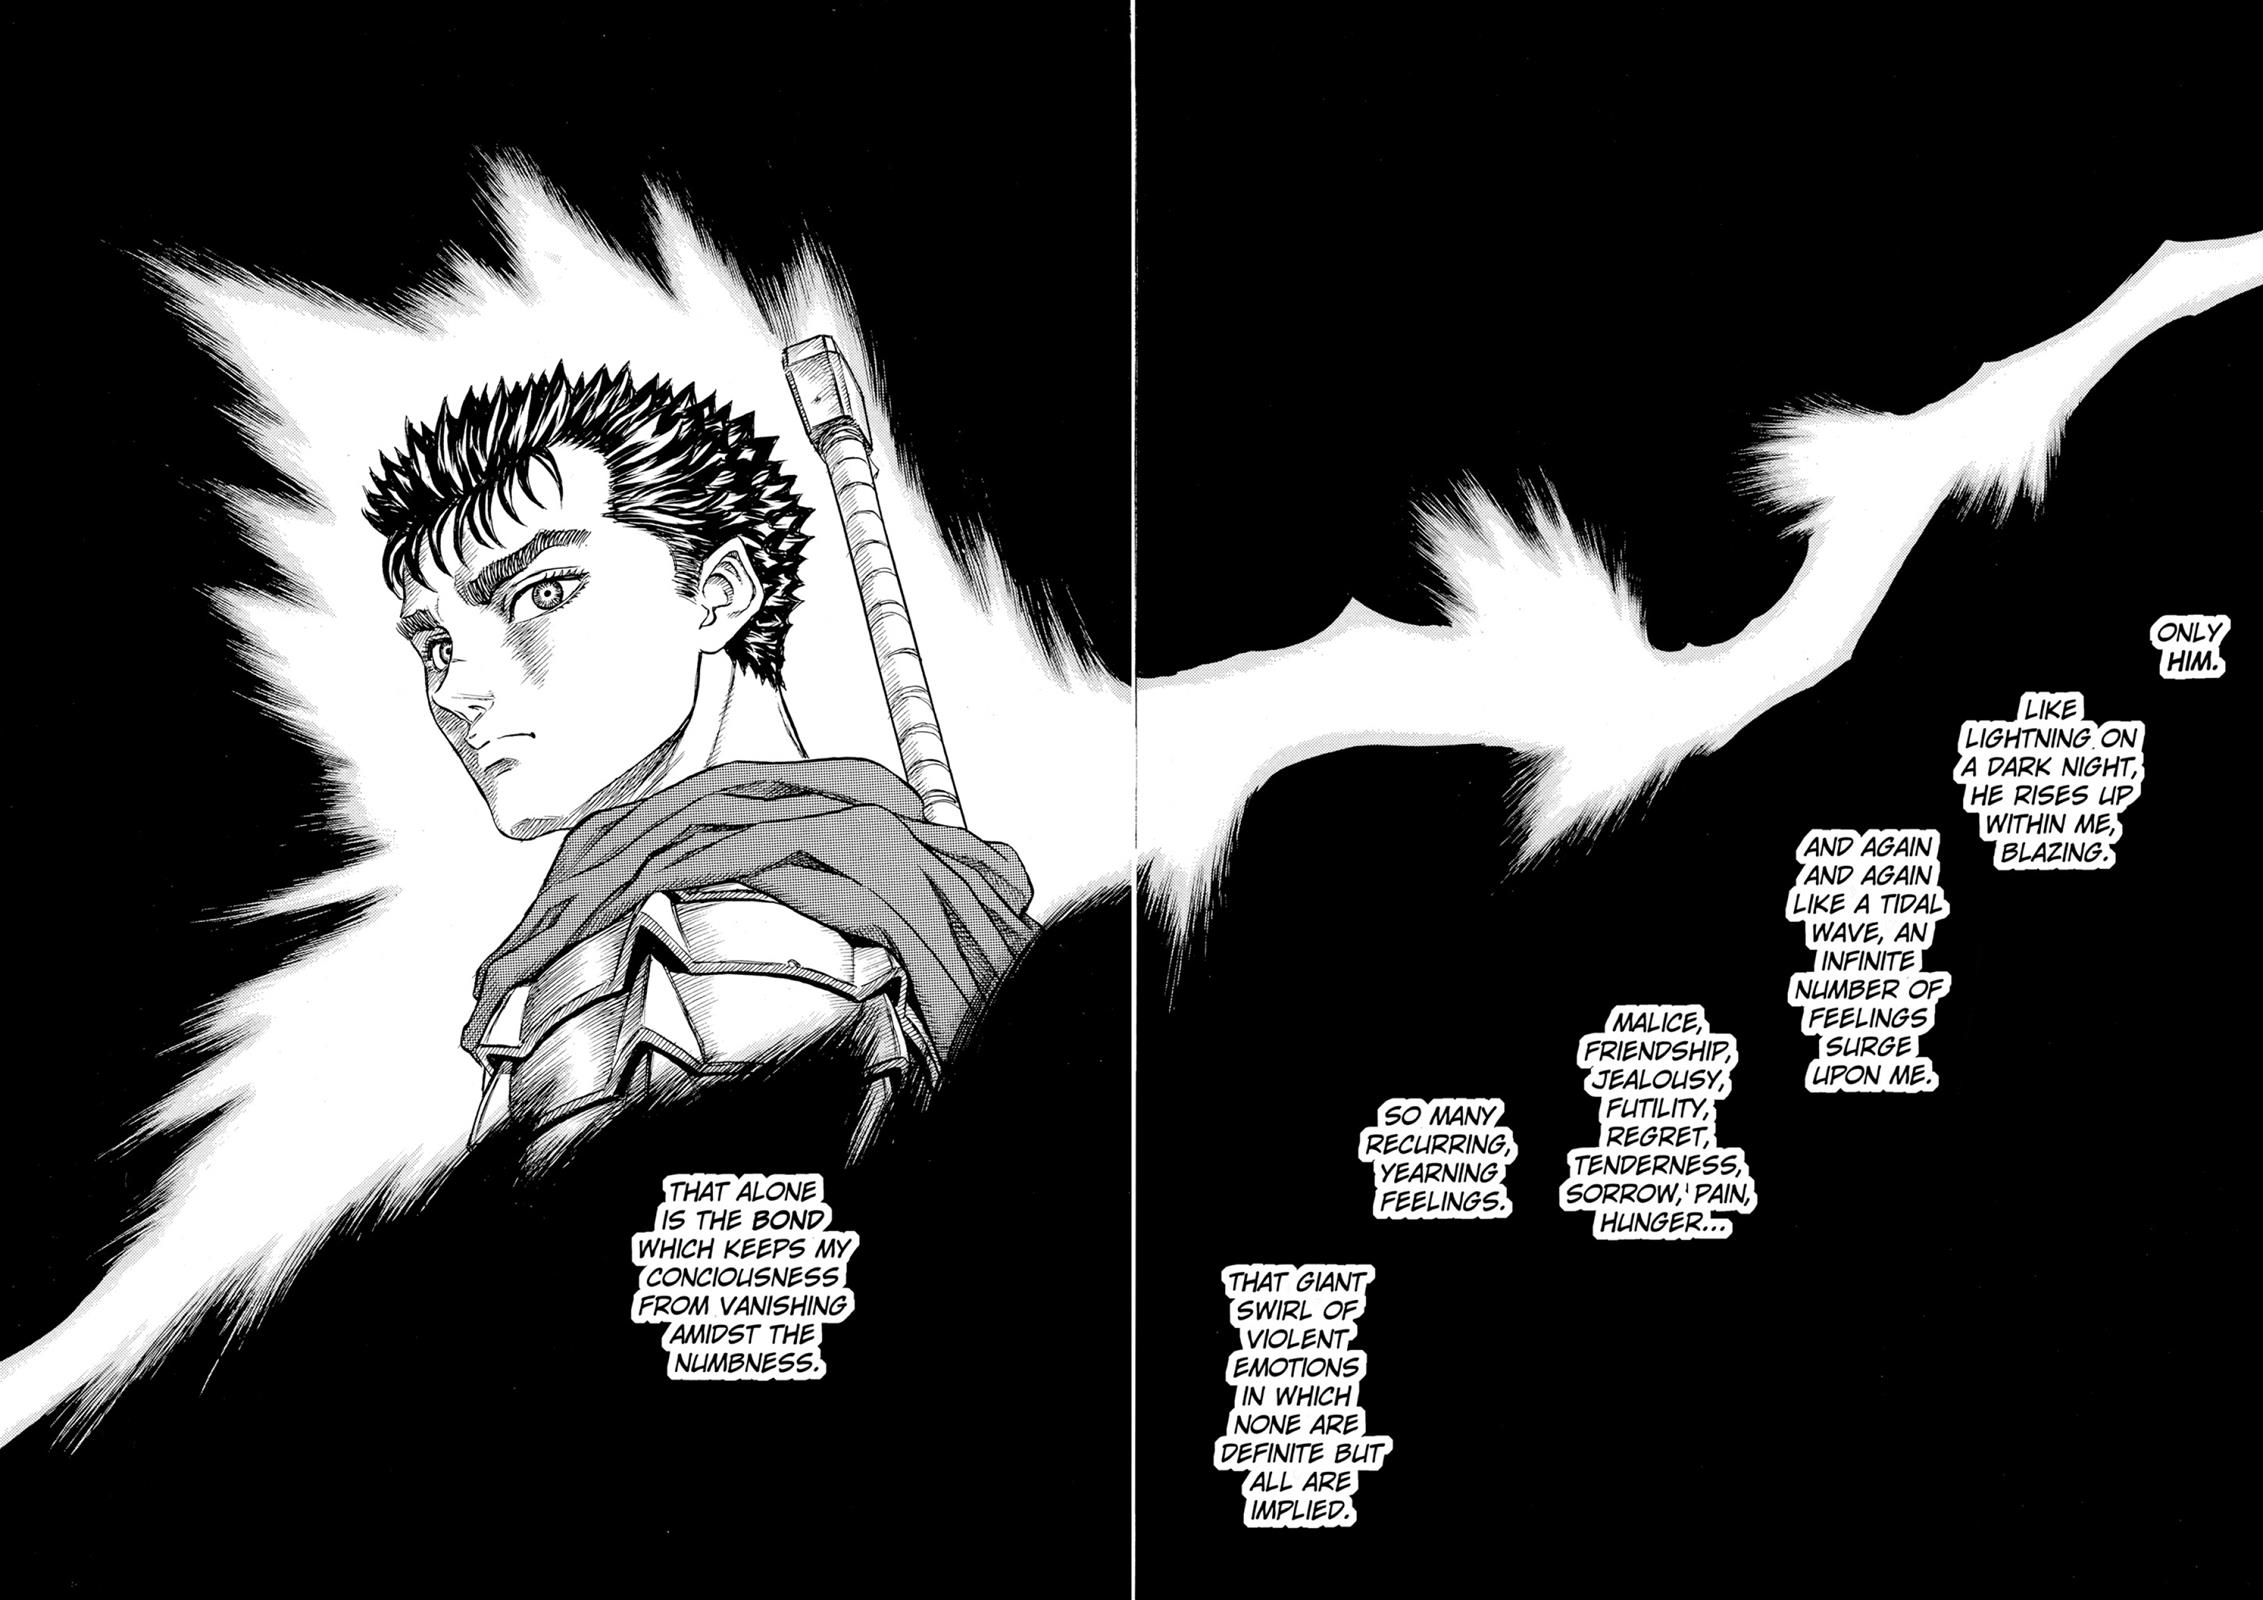 ONLY
HIM.
LIKE
LIGHTNING ON
A DARK NIGHT,
HE RISES UP
WITHIN ME,
BLAZING.
AND AGAIN
AND AGAIN
LIKE A TIDAL
WAVE, AN
INFINITE
NUMBER OF
FEELINGS
SURGE
UPON ME.
MALICE,
FRIENDSHIP,
JEALOUSY,
FUTILITY,
REGRET,
TENDERNESS,
SORROW, PAIN,
HUNGER...
SO MANY
RECURRING,
YEARNING
FEELINGS.
THAT GIANT
SWIRL OF
VIOLENT
EMOTIONS
IN WHICH
NONE ARE
DEFINITE BUT
ALL ARE
IMPLIED.
THAT ALONE
IS THE BOND
WHICH KEEPS MY
CONCIOUSNESS
FROM VANISHING
AMIDST THE
NUMBNESS.